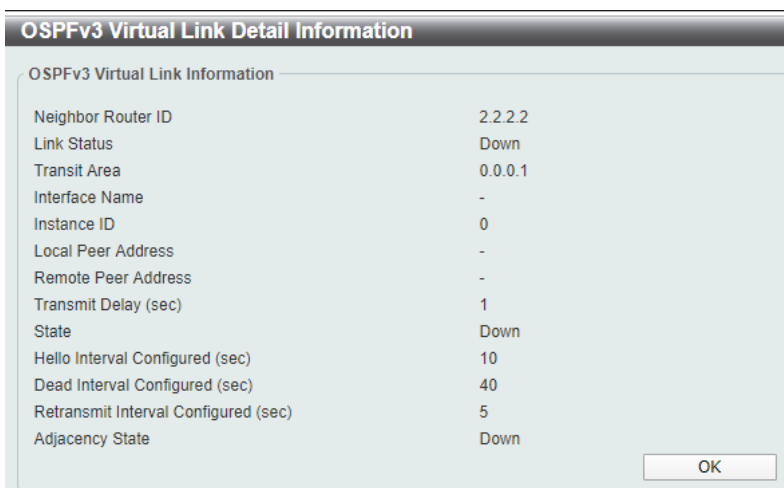 OSPFv3 Virtual Link Detail Information
OSPFv3 Virtual Link Information
Neighbor Router ID 2.2.2.2
Link Status Down
Transit Area 0.0.0.1
Interface Name -
Instance ID 0
Local Peer Address -
Remote Peer Address -
Transmit Delay (sec) 1
State Down
Hello Interval Configured (sec) 10
Dead Interval Configured (sec) 40
Retransmit Interval Configured (sec) 5
Adjacency State Down
OK